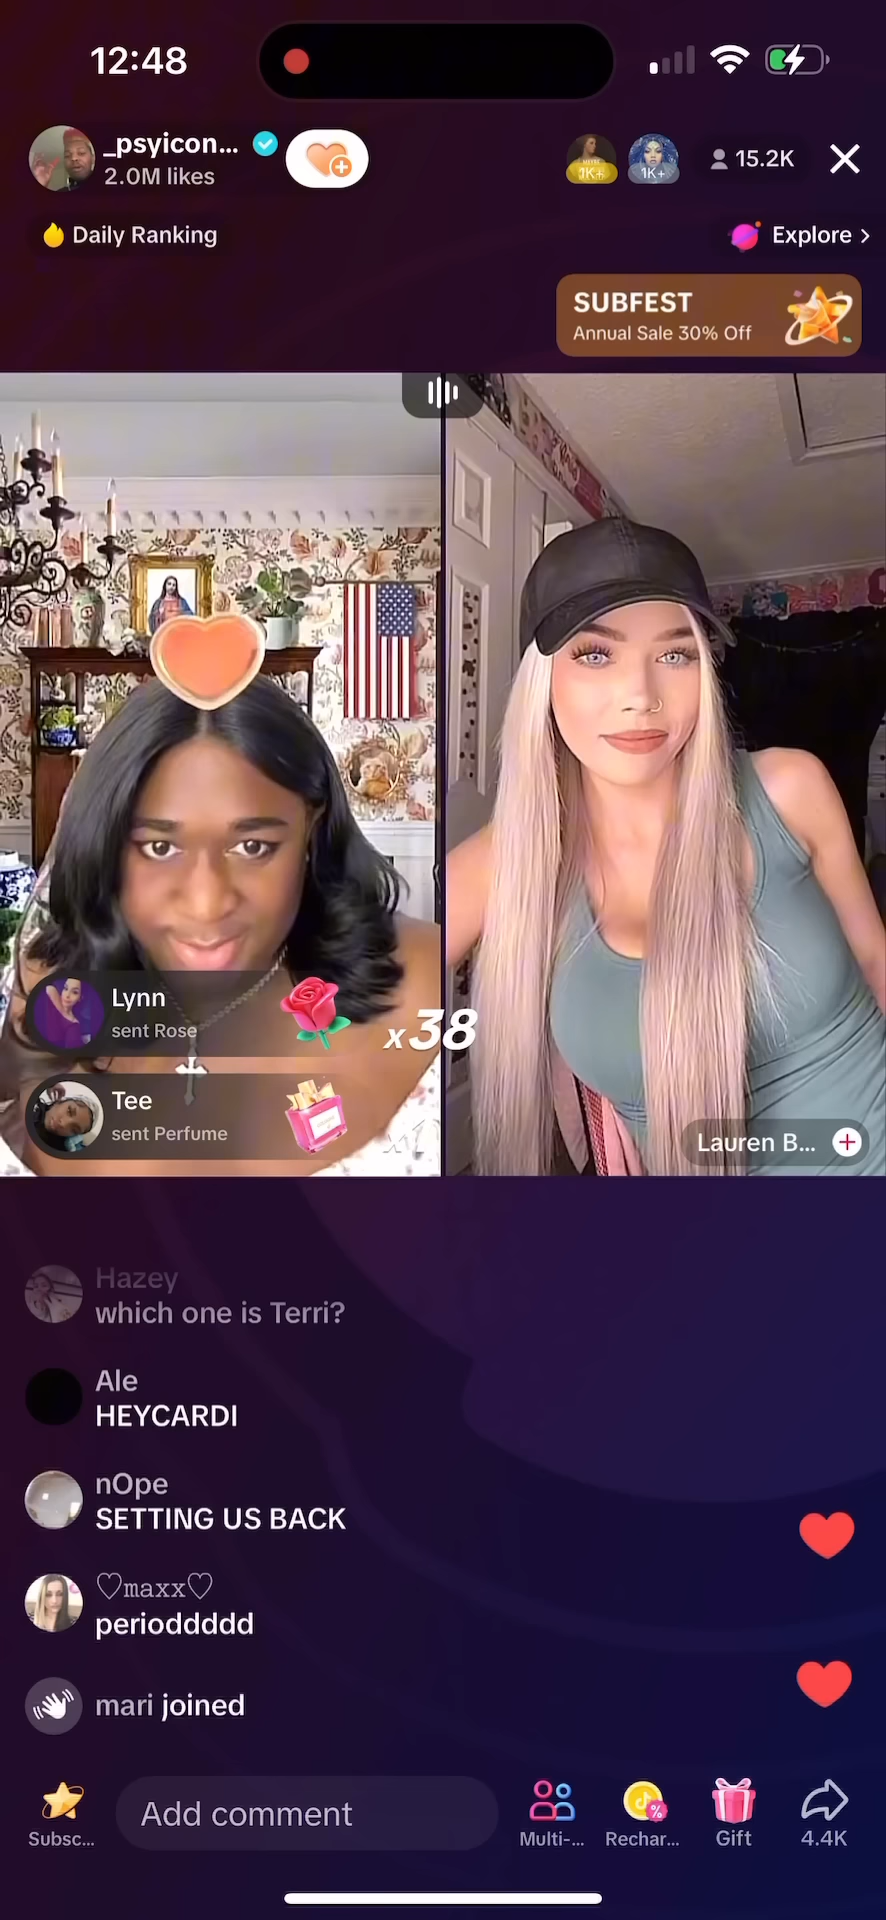 12:48
_psyicon...
2.0M likes
1K+
15.2K
Daily Ranking
Explore >
SUBFEST
Annual Sale 30% Off
Lynn
sent Rose
x38
Tee
sent Perfume
x1
Lauren B...
Hazey
which one is Terri?
Ale
HEYCARDI
nOpe
SETTING US BACK
♡maxx♡
perioddddd
mari joined
Subsc...
Add comment
Multi-...
Rechar...
Gift
4.4K